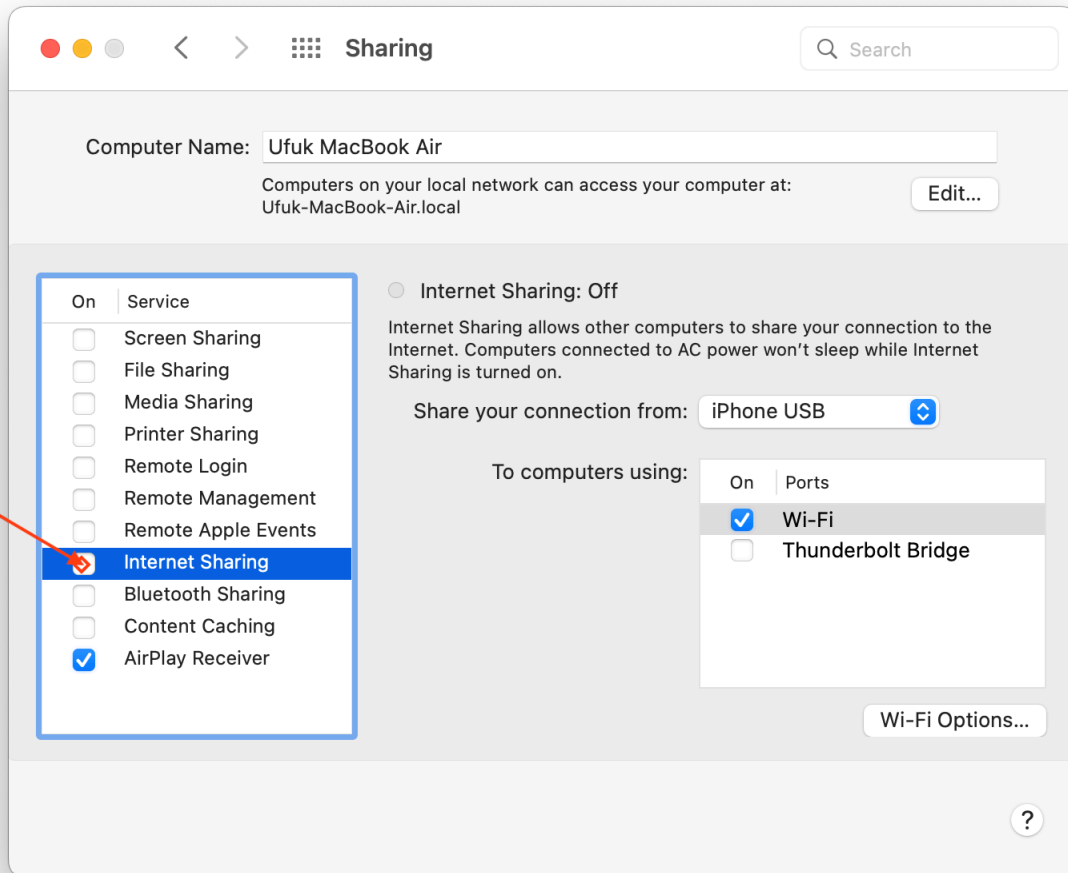 Sharing
Search
Computer Name: Ufuk MacBook Air
Computers on your local network can access your computer at:
Ufuk-MacBook-Air.local
Edit...
On Service
Screen Sharing
File Sharing
Media Sharing
Printer Sharing
Remote Login
Remote Management
Remote Apple Events
Internet Sharing
Bluetooth Sharing
Content Caching
AirPlay Receiver
Internet Sharing: Off
Internet Sharing allows other computers to share your connection to the
Internet. Computers connected to AC power won’t sleep while Internet
Sharing is turned on.
Share your connection from: iPhone USB
To computers using:
On Ports
Wi-Fi
Thunderbolt Bridge
Wi-Fi Options...
?